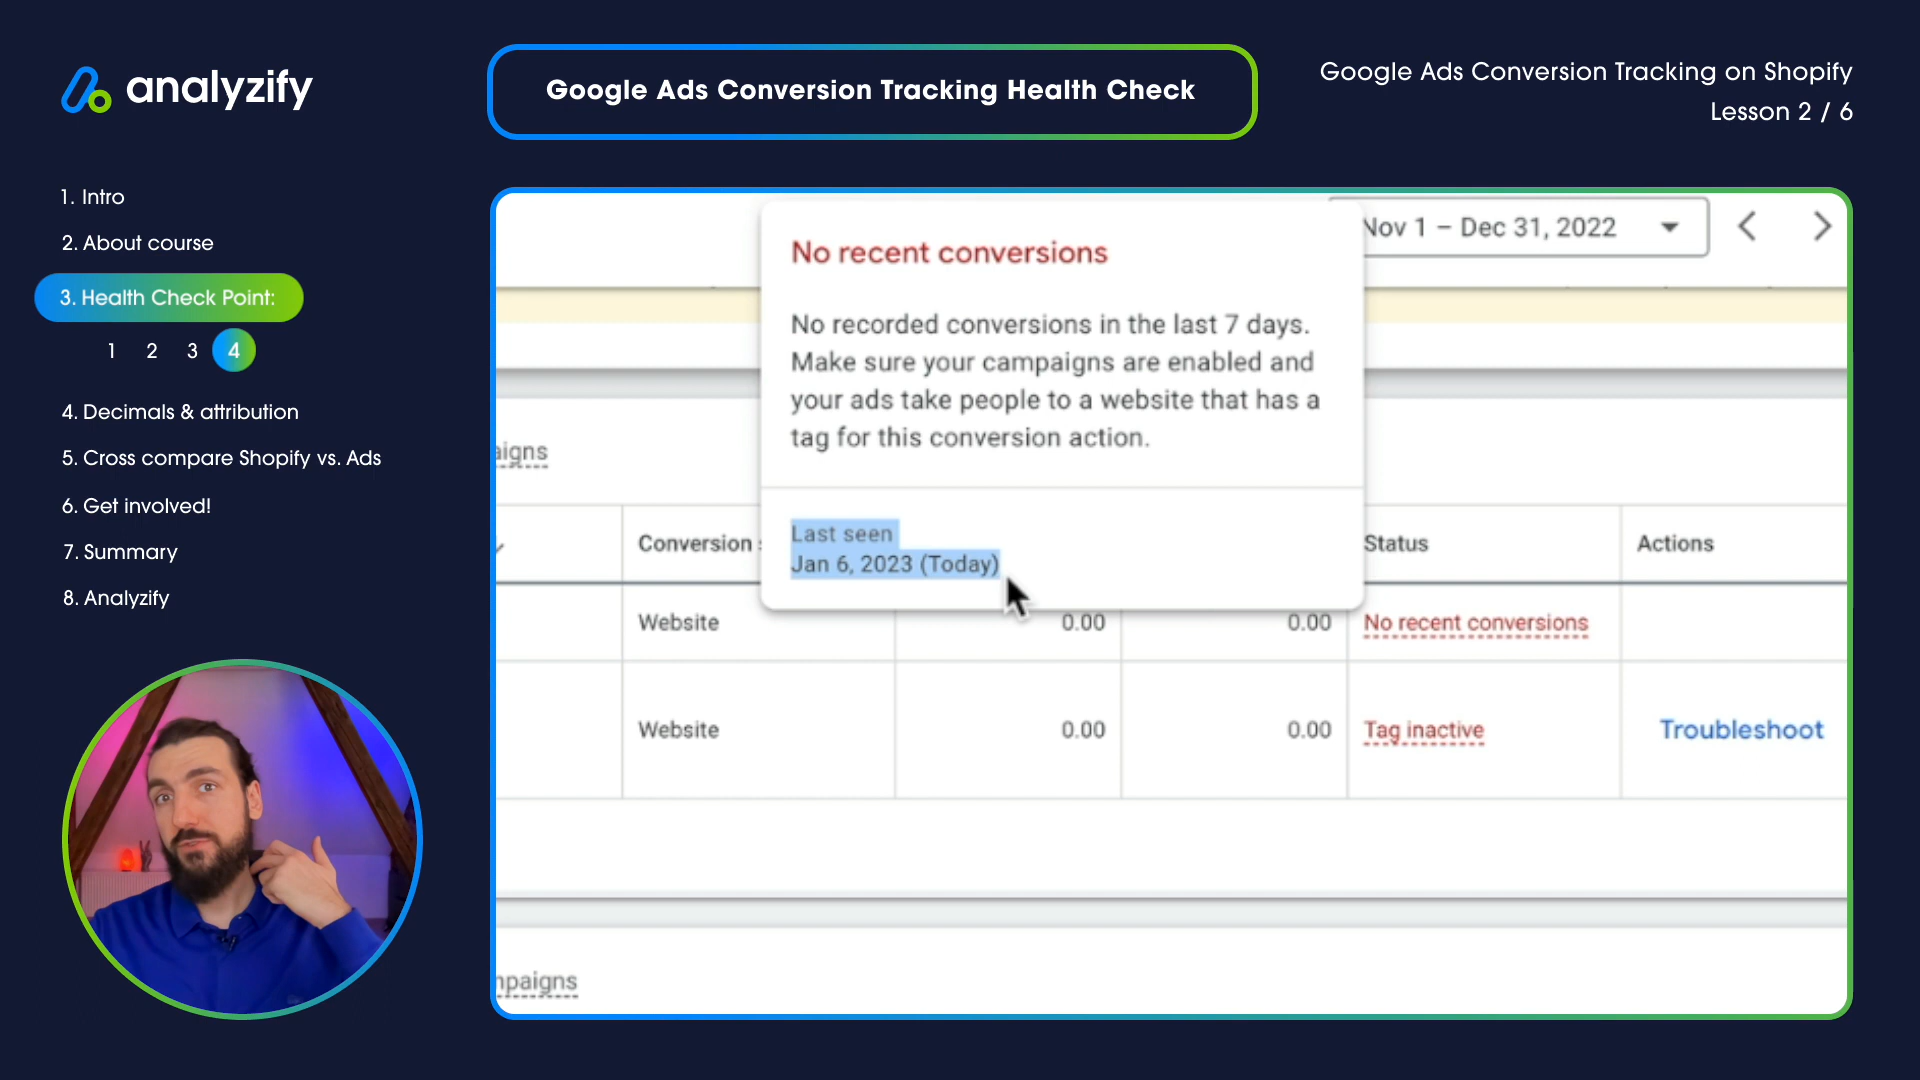 analyzify
Google Ads Conversion Tracking Health Check
Google Ads Conversion Tracking on Shopify
Lesson 2 / 6
1. Intro
2. About course
3. Health Check Point:
1 2 3 4
4. Decimals & attribution
5. Cross compare Shopify vs. Ads
6. Get involved!
7. Summary
8. Analyzify
Nov 1 – Dec 31, 2022
No recent conversions
No recorded conversions in the last 7 days.
Make sure your campaigns are enabled and
your ads take people to a website that has a
tag for this conversion action.
Last seen
Jan 6, 2023 (Today)
aigns
Conversion Status Actions
Website 0.00 0.00 No recent conversions
Website 0.00 0.00 Tag inactive Troubleshoot
mpaigns